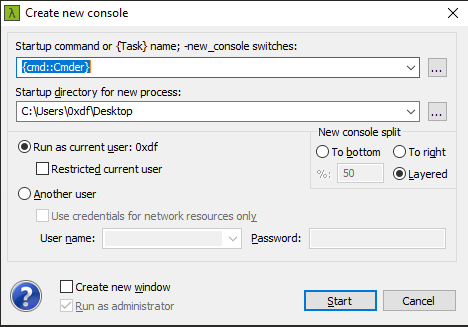 λ Create new console
Startup command or {Task} name; -new_console switches:
{cmd::Cmder}
...
Startup directory for new process:
C:\Users\0xdf\Desktop
...
Run as current user: 0xdf
Restricted current user
New console split
To bottom
To right
%: 50
Layered
Another user
Use credentials for network resources only
User name:
Password:
?
Create new window
Run as administrator
Start
Cancel